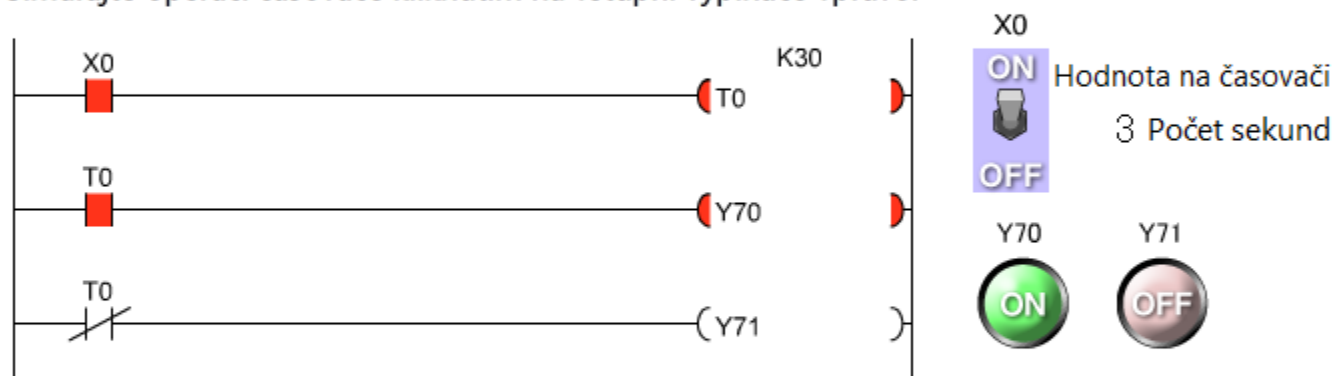 X0
K30
T0
T0
Y70
T0
Y71
X0
ON
Hodnota na časovači
3 Počet sekund
OFF
Y70 Y71
ON OFF